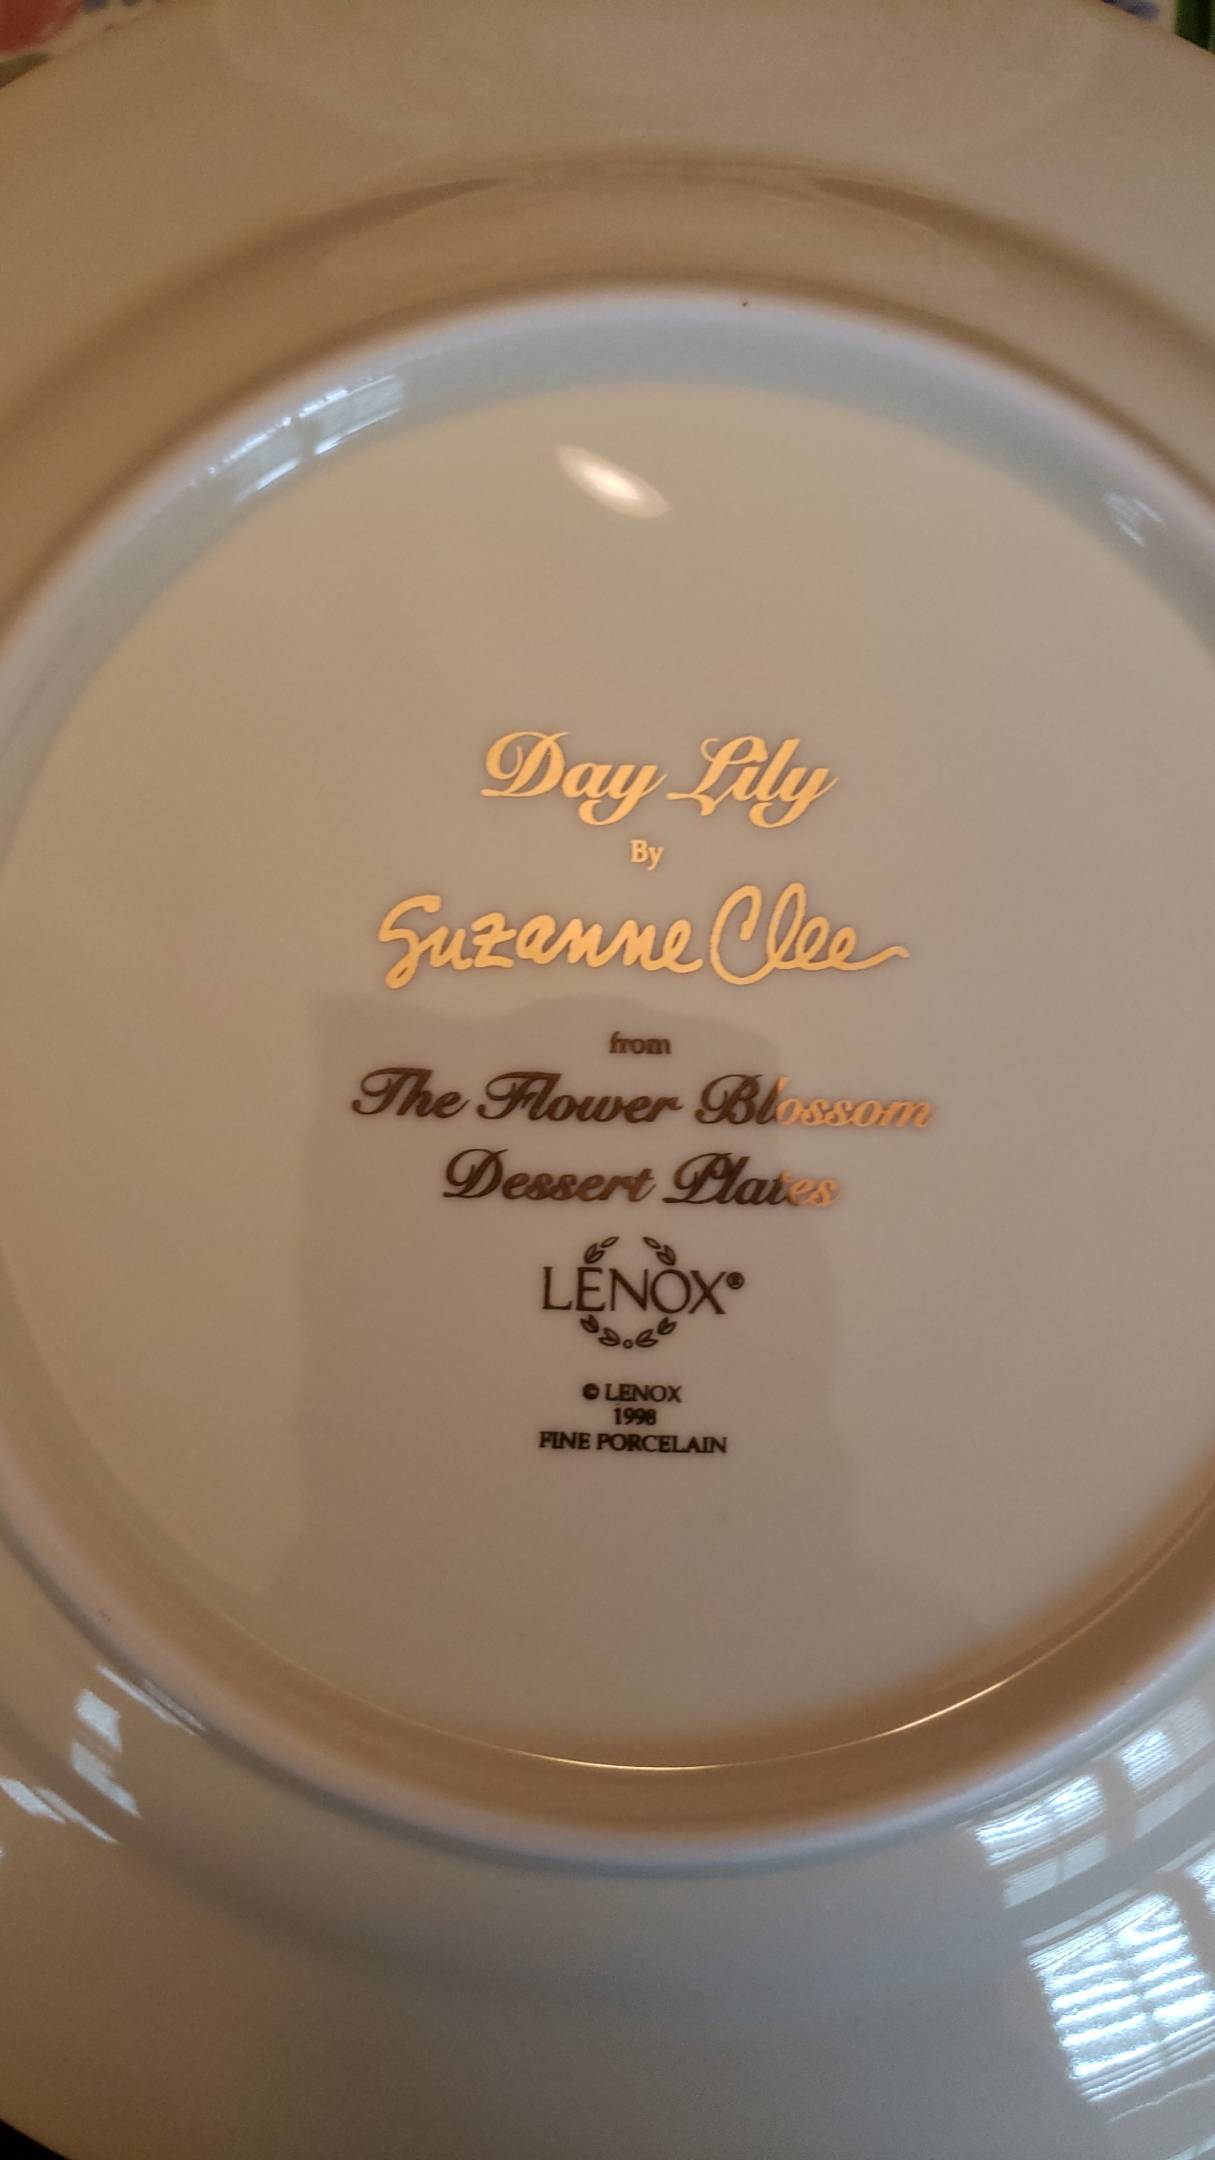 Day Lily
By
Suzanne Clee
from
The Flower Blossom
Dessert Plates
LENOX®
© LENOX
1998
FINE PORCELAIN